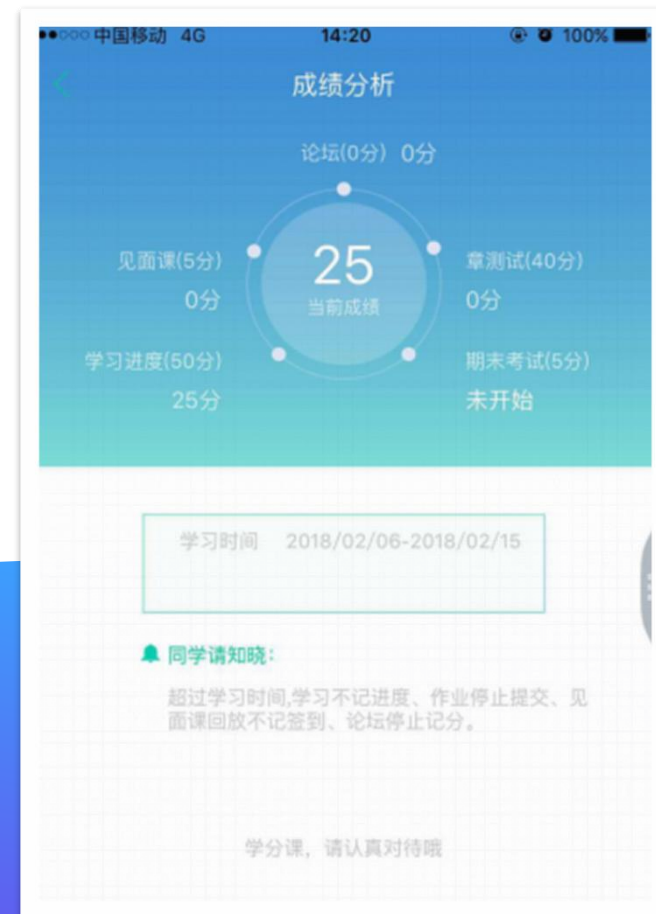 中国移动 4G 14:20 100%
成绩分析
论坛(0分) 0分
见面课(5分)
0分
25
当前成绩
章测试(40分)
0分
学习进度(50分)
25分
期末考试(5分)
未开始
学习时间 2018/02/06-2018/02/15
同学请知晓:
超过学习时间,学习不记进度、作业停止提交、见
面课回放不记签到、论坛停止记分。
学分课，请认真对待哦